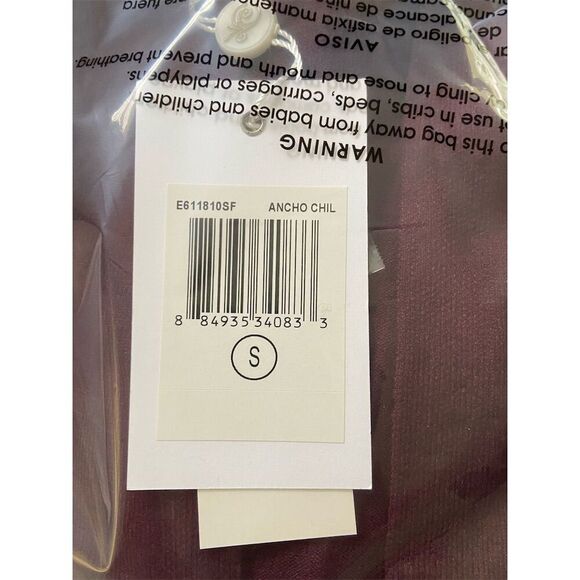 WARNING
this bag away from babies and children
use in cribs, beds, carriages or playpens.
cling to nose and mouth and prevent breathing.
AVISO
peligro de asfixia
E611810SF ANCHO CHIL
8 84935 34083 3
S